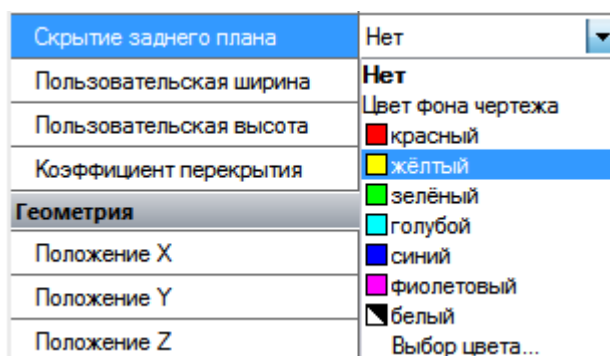 Скрытие заднего плана
Нет
Нет
Пользовательская ширина
Цвет фона чертежа
Пользовательская высота
красный
жёлтый
Коэффициент перекрытия
зелёный
Геометрия
голубой
Положение X
синий
Положение Y
фиолетовый
белый
Положение Z
Выбор цвета...